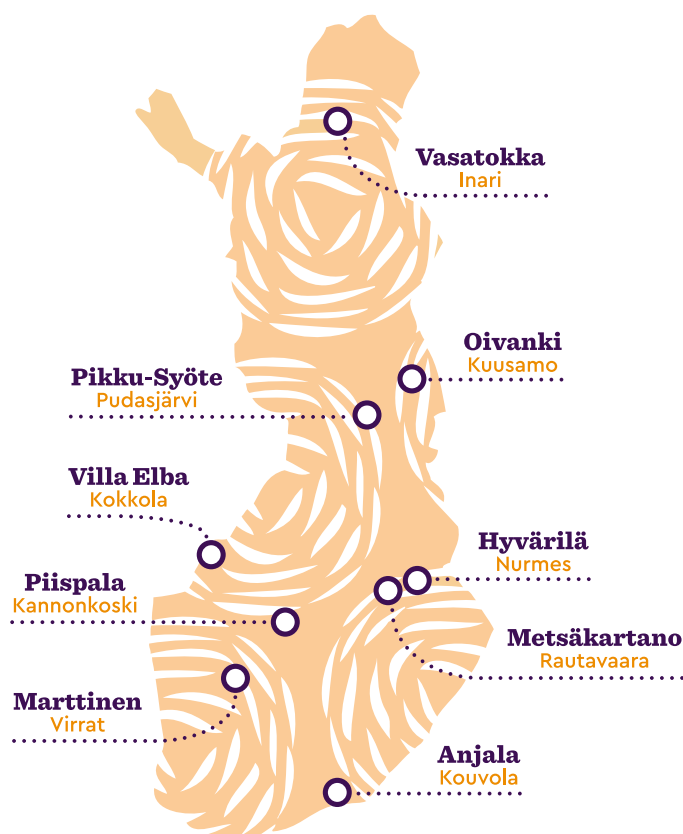 Vasatokka
Inari
Oivanki
Kuusamo
Pikku-Syöte
Pudasjärvi
Villa Elba
Kokkola
Hyvärilä
Nurmes
Piispala
Kannonkoski
Metsäkartano
Rautavaara
Marttinen
Virrat
Anjala
Kouvola